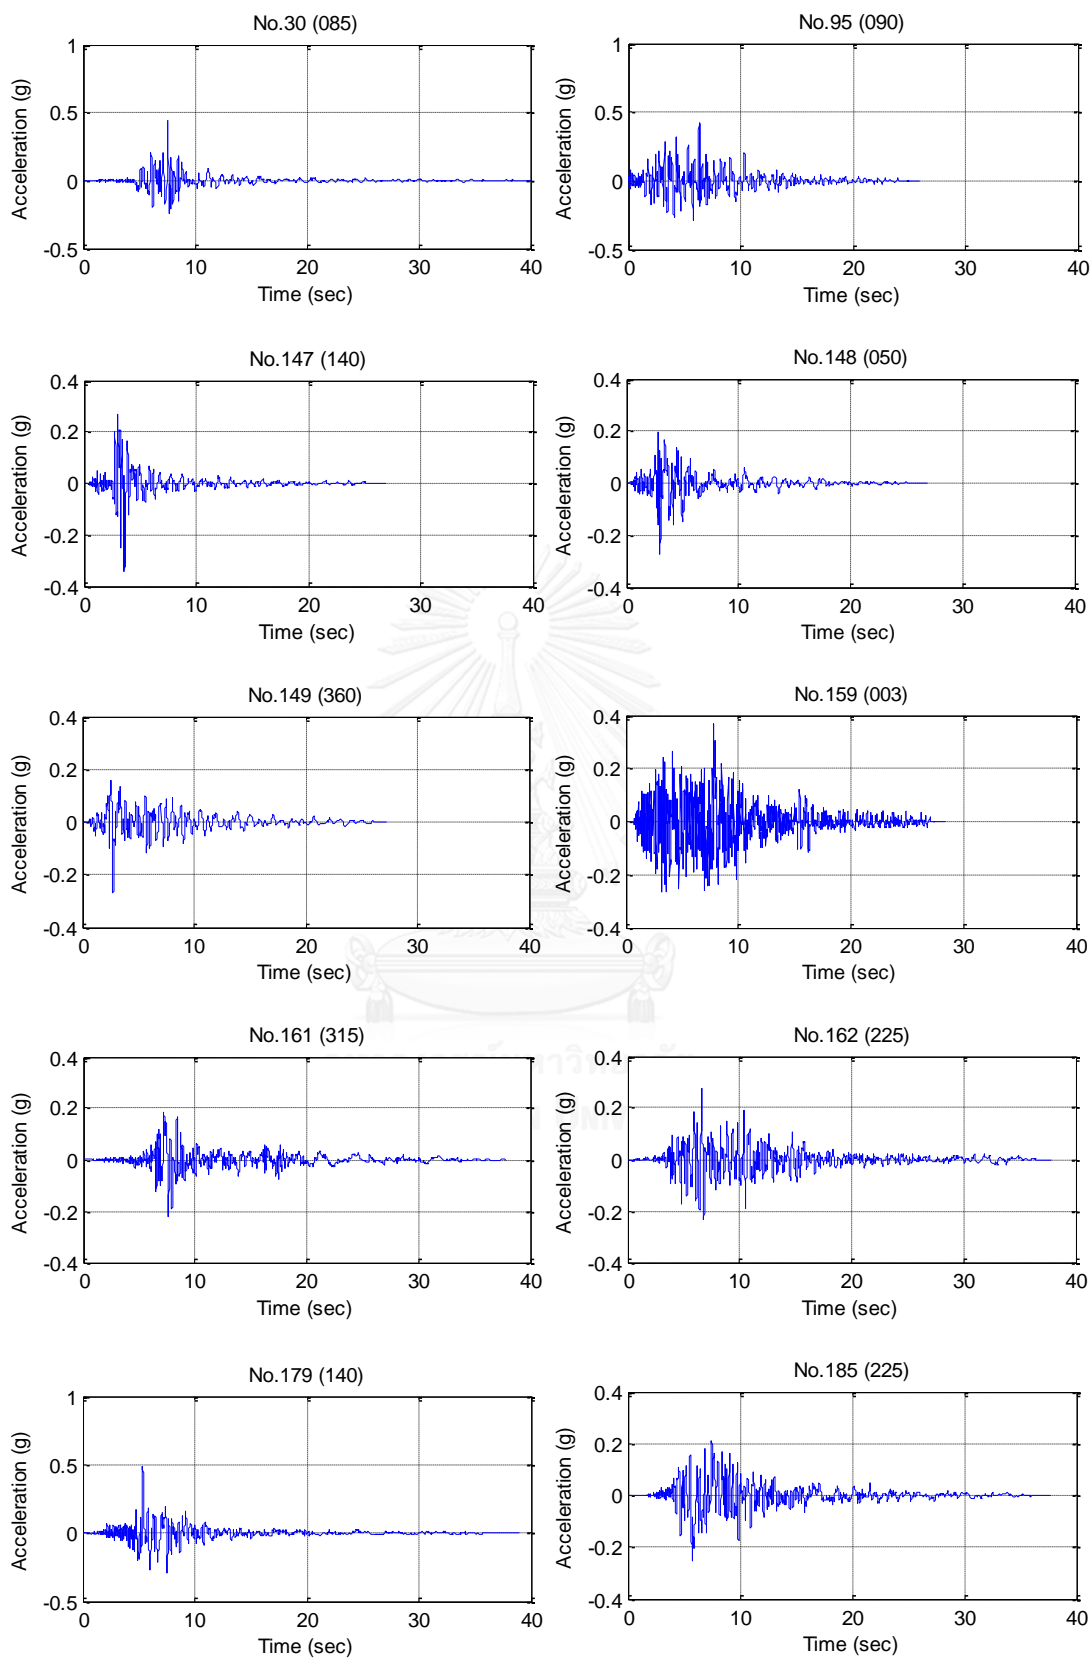 No.30 (085)
1
0.5
0
-0.5
Acceleration (g)
0 10 20 30 40
Time (sec)
No.95 (090)
1
0.5
0
-0.5
Acceleration (g)
0 10 20 30 40
Time (sec)
No.147 (140)
0.4
0.2
0
-0.2
-0.4
Acceleration (g)
0 10 20 30 40
Time (sec)
No.148 (050)
0.4
0.2
0
-0.2
-0.4
Acceleration (g)
0 10 20 30 40
Time (sec)
No.149 (360)
0.4
0.2
0
-0.2
-0.4
Acceleration (g)
0 10 20 30 40
Time (sec)
No.159 (003)
0.4
0.2
0
-0.2
-0.4
Acceleration (g)
0 10 20 30 40
Time (sec)
No.161 (315)
0.4
0.2
0
-0.2
-0.4
Acceleration (g)
0 10 20 30 40
Time (sec)
No.162 (225)
0.4
0.2
0
-0.2
-0.4
Acceleration (g)
0 10 20 30 40
Time (sec)
No.179 (140)
1
0.5
0
-0.5
Acceleration (g)
0 10 20 30 40
Time (sec)
No.185 (225)
0.4
0.2
0
-0.2
-0.4
Acceleration (g)
0 10 20 30 40
Time (sec)